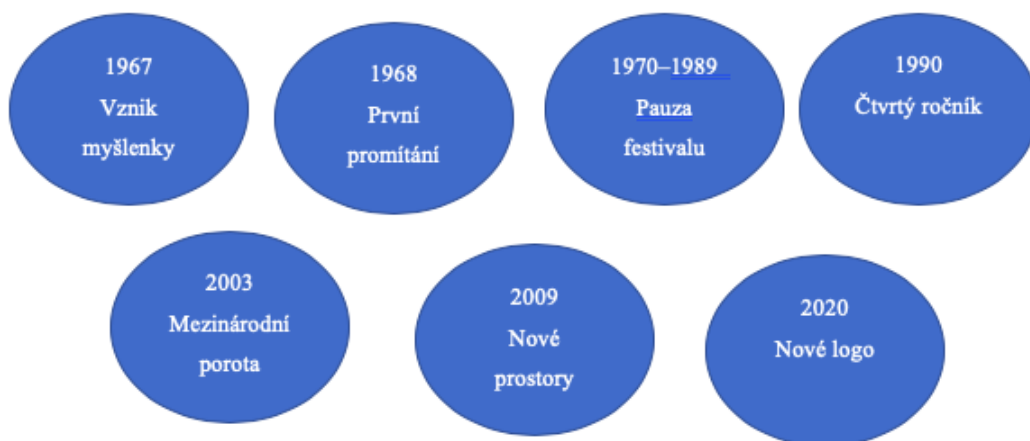 1967
Vznik
myšlenky
1968
První
promítání
1970–1989
Pauza
festivalu
1990
Čtvrtý ročník
2003
Mezinárodní
porota
2009
Nové
prostory
2020
Nové logo